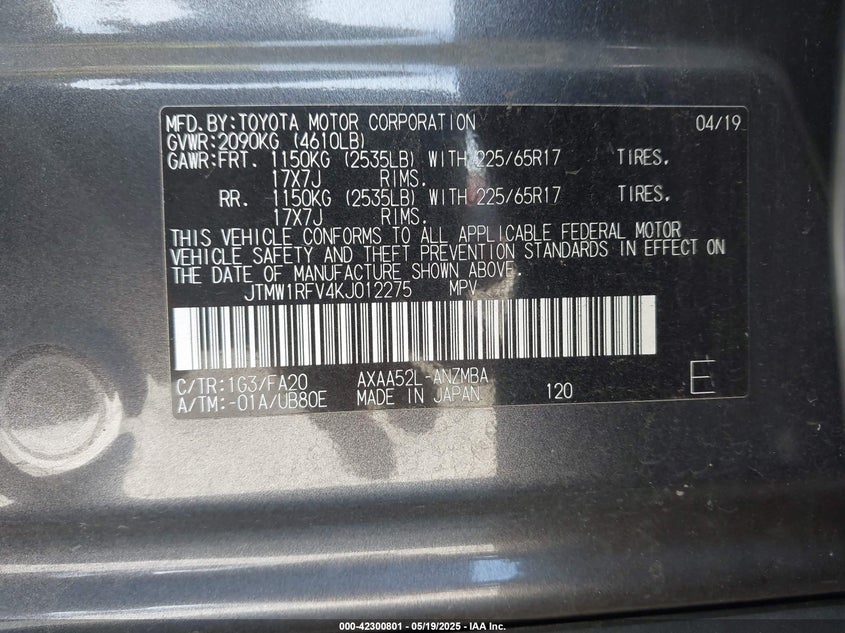 MFD.BY:TOYOTA MOTOR CORPORATION 04/19
GVWR:2090KG (4610LB)
GAWR:FRT. 1150KG (2535LB) WITH 225/65R17 TIRES,
17X7J RIMS.
RR. 1150KG (2535LB) WITH 225/65R17 TIRES,
17X7J RIMS.
THIS VEHICLE CONFORMS TO ALL APPLICABLE FEDERAL MOTOR
VEHICLE SAFETY AND THEFT PREVENTION STANDARDS IN EFFECT ON
THE DATE OF MANUFACTURE SHOWN ABOVE.
JTMW1RFV4KJ012275 MPV
C/TR:1G3/FA20 AXAA52L-ANZMBA
A/TM:-01A/UB80E MADE IN JAPAN 120 E
000-42300801 - 05/19/2025 - IAA Inc.